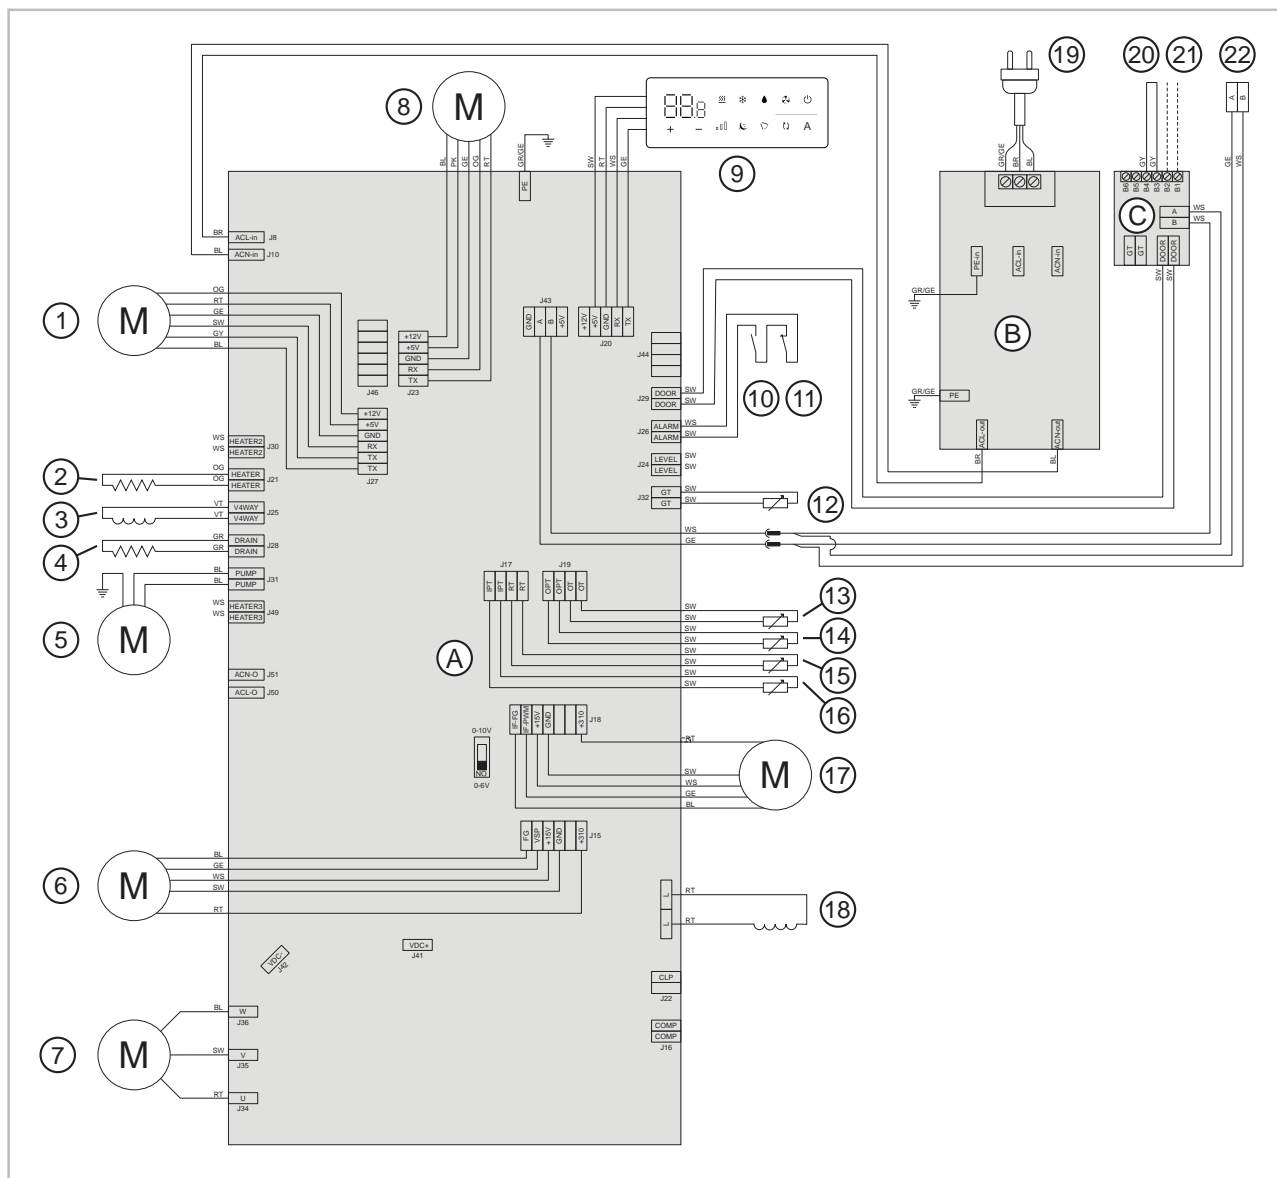 19
20
21
22
8
M
88.8
+ −
A
9
BL
PK
GE
OG
RT
GR/GE
PE
SW
RT
WS
GE
GR/GE
BR
BL
GY
GY
A
B
GE
WS
B6
B5
B4
B3
B2
B1
C
A WS
B WS
GT
GT
DOOR
DOOR
SW
SW
BR ACL-in J8
BL ACN-in J10
PE-in
ACL-in
ACN-in
GR/GE
B
GR/GE PE
ACL-out
ACN-out
BR
BL
1
M
OG
RT
GE
SW
GY
BL
J46
+12V
+5V
GND
RX
TX
J23
+12V
+5V
GND
RX
TX
TX
J27
J43
GND
A
B
+5V
+12V
+5V
GND
RX
TX
J20
J44
10
11
J29 DOOR SW
DOOR SW
J26 ALARM WS
ALARM SW
J24 LEVEL SW
LEVEL SW
J32 GT SW
GT SW
12
WS
GE
WS HEATER2 J30
WS HEATER2
2
OG HEATER J21
OG HEATER
3
VT V4WAY J25
VT V4WAY
4
GR DRAIN J28
GR DRAIN
BL PUMP J31
BL PUMP
5
M
WS HEATER3 J49
WS HEATER3
ACN-O J51
ACL-O J50
A
J17
IPT
IPT
RT
RT
J19
OPT
OPT
OT
OT
SW
SW
SW
SW
SW
SW
SW
SW
13
14
15
16
0-10V
NO
0-6V
IF-FG
IF-PWM
+15V
GND
+310
J18
RT
SW
WS
GE
BL
M
17
FG
VSP
+15V
GND
+310
J15
6
M
BL
GE
WS
SW
RT
L
L
RT
RT
18
VDC-
J42
VDC+
J41
CLP
J22
COMP
COMP
J16
7
M
BL W
J36
SW V
J35
RT U
J34